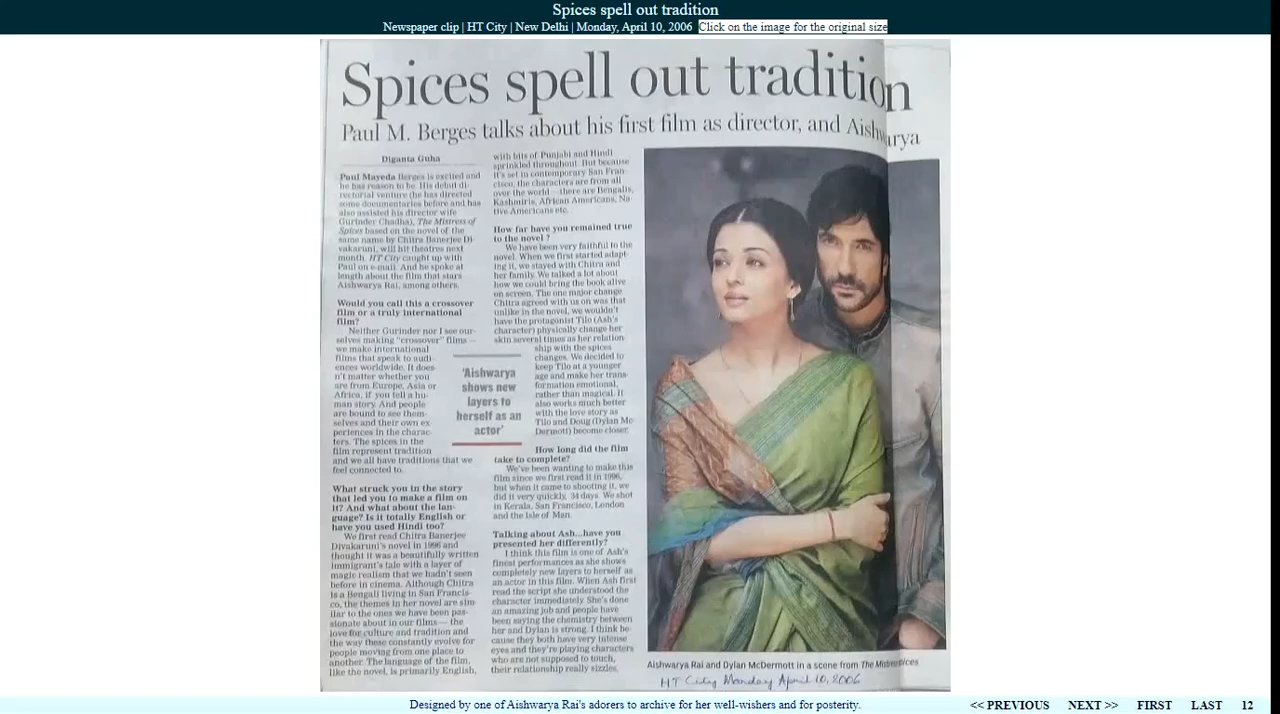 Spices spell out tradition
Newspaper clip | HT City | New Delhi | Monday, April 10, 2006 Click on the image for the original size
Spices spell out tradition
Paul M. Berges talks about his first film as director, and Aishwarya
Diganta Guha
Paul Mayeda Berges is excited and
he has reason to be. His debut di-
rectorial venture (he has directed
some documentaries before and has
also assisted his director wife
Gurinder Chadha), The Mistress of
Spices based on the novel of the
same name by Chitra Banerjee Di-
vakaruni, will hit theatres next
month. HT City caught up with
Paul on e-mail. And he spoke at
length about the film that stars
Aishwarya Rai, among others.
Would you call this a crossover
film or a truly international
film?
Neither Gurinder nor I see our-
selves making "crossover" films —
we make international
films that speak to audi-
ences worldwide. It does-
n't matter whether you
are from Europe, Asia or
Africa, if you tell a hu-
man story. And people
are bound to see them-
selves and their own ex-
periences in the charac-
ters. The spices in the
film represent tradition
and we all have traditions that we
feel connected to.
What struck you in the story
that led you to make a film on
it? And what about the lan-
guage? Is it totally English or
have you used Hindi too?
We first read Chitra Banerjee
Divakaruni's novel in 1996 and
thought it was a beautifully written
immigrant's tale with a layer of
magic realism that we hadn't seen
before in cinema. Although Chitra
is a Bengali living in San Francis-
co, the themes in her novel are sim-
ilar to the ones we have been pas-
sionate about in our films — the
love for culture and tradition and
the way these constantly evolve for
people moving from one place to
another. The language of the film,
like the novel, is primarily English,
with bits of Punjabi and Hindi
sprinkled throughout. But because
it's set in contemporary San Fran-
cisco, the characters are from all
over the world — there are Bengalis,
Kashmiris, African Americans, Na-
tive Americans etc.
How far have you remained true
to the novel ?
We have been very faithful to the
novel. When we first started adapt-
ing it, we stayed with Chitra and
her family. We talked a lot about
how we could bring the book alive
on screen. The one major change
Chitra agreed with us on was that
unlike in the novel, we wouldn't
have the protagonist Tilo (Ash's
character) physically change her
skin several times as her relation-
ship with the spices
changes. We decided to
keep Tilo at a younger
age and make her trans-
formation emotional,
rather than magical. It
also works much better
with the love story as
Tilo and Doug (Dylan Mc-
Dermott) become closer.
'Aishwarya
shows new
layers to
herself as an
actor'
How long did the film
take to complete?
We've been wanting to make this
film since we first read it in 1996,
but when it came to shooting it, we
did it very quickly, 34 days. We shot
in Kerala, San Francisco, London
and the Isle of Man.
Talking about Ash...have you
presented her differently?
I think this film is one of Ash's
finest performances as she shows
completely new layers to herself as
an actor in this film. When Ash first
read the script she understood the
character immediately. She's done
an amazing job and people have
been saying the chemistry between
her and Dylan is strong. I think be-
cause they both have very intense
eyes and they're playing characters
who are not supposed to touch,
their relationship really sizzles.
Aishwarya Rai and Dylan McDermott in a scene from The
HT City Monday April 10, 2006
Designed by one of Aishwarya Rai's adorers to archive for her well-wishers and for posterity.
<< PREVIOUS NEXT >> FIRST LAST 12